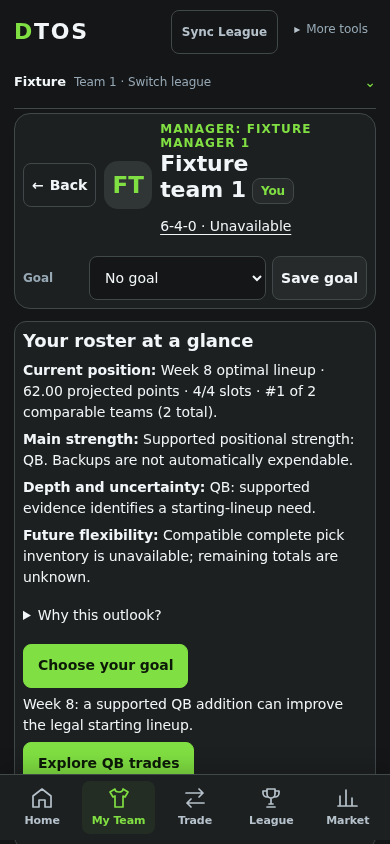 DTOS
Sync League
▸ More tools
Fixture Team 1 · Switch league
MANAGER: FIXTURE
MANAGER 1
← Back
FT
Fixture
team 1 You
6-4-0 · Unavailable
Goal
No goal
Save goal
Your roster at a glance
Current position: Week 8 optimal lineup ·
62.00 projected points · 4/4 slots · #1 of 2
comparable teams (2 total).
Main strength: Supported positional strength:
QB. Backups are not automatically expendable.
Depth and uncertainty: QB: supported
evidence identifies a starting-lineup need.
Future flexibility: Compatible complete pick
inventory is unavailable; remaining totals are
unknown.
▶ Why this outlook?
Choose your goal
Week 8: a supported QB addition can improve
the legal starting lineup.
Explore QB trades
Home
My Team
Trade
League
Market